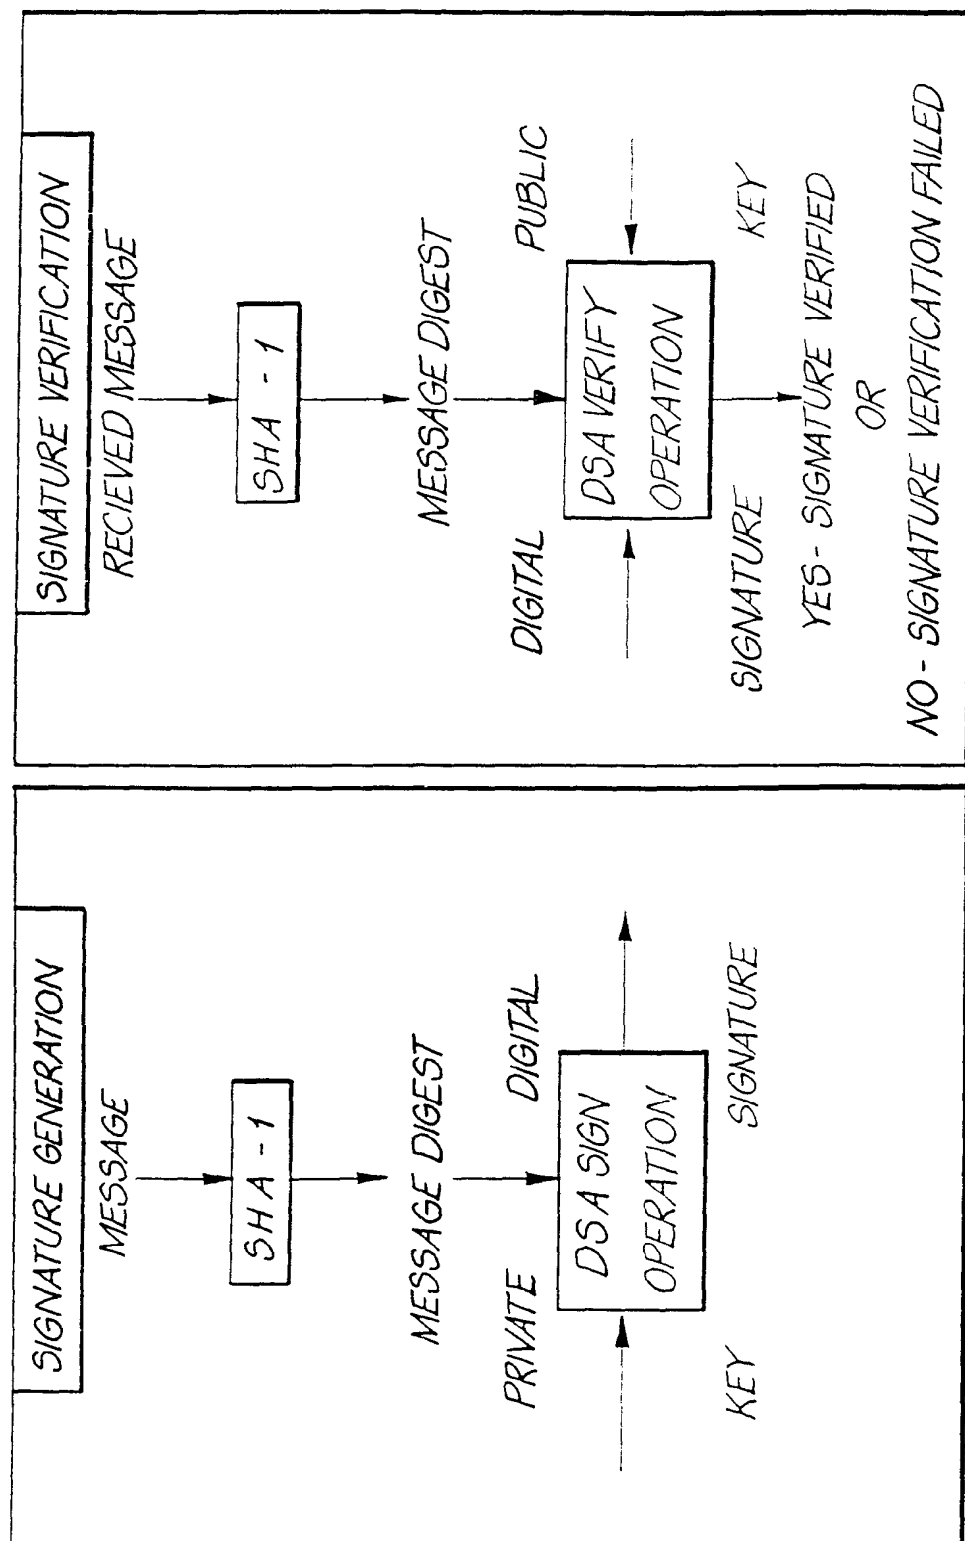 SIGNATURE GENERATION
MESSAGE
SHA - 1
MESSAGE DIGEST
PRIVATE
DIGITAL
DSA SIGN
OPERATION
KEY
SIGNATURE
SIGNATURE VERIFICATION
RECIEVED MESSAGE
SHA - 1
MESSAGE DIGEST
DIGITAL
PUBLIC
DSA VERIFY
OPERATION
SIGNATURE
KEY
YES - SIGNATURE VERIFIED
OR
NO - SIGNATURE VERIFICATION FAILED